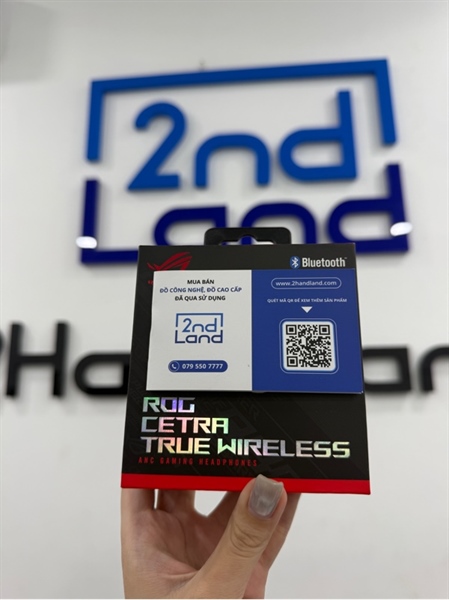 2nd
Land
Bluetooth
MUA BÁN
ĐỒ CÔNG NGHỆ, ĐỒ CAO CẤP
ĐÃ QUA SỬ DỤNG
2nd
Land
079 550 7777
www.2handland.com
QUÉT MÃ QR ĐỂ XEM THÊM SẢN PHẨM
ROG
CETRA
TRUE WIRELESS
ANC GAMING HEADPHONES